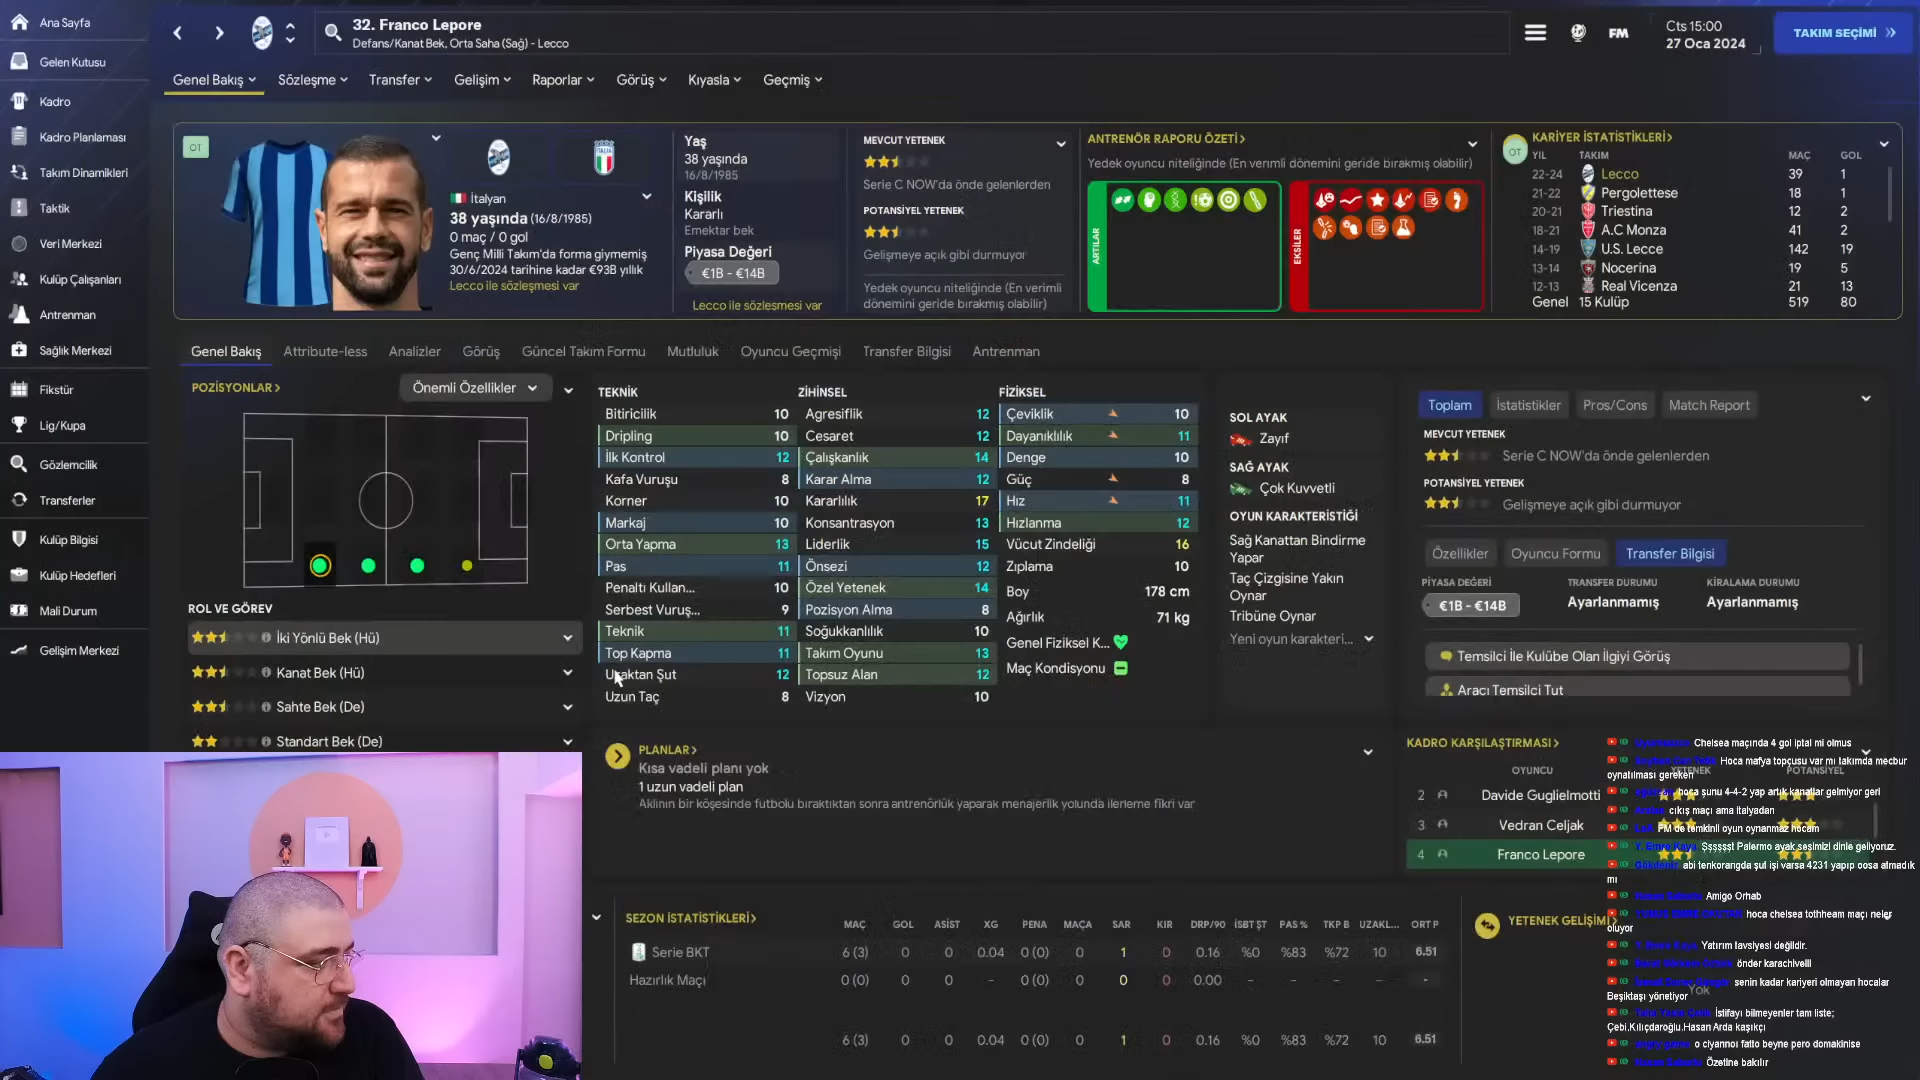 Ana Sayfa
Gelen Kutusu
Kadro
Kadro Planlaması
Takım Dinamikleri
Taktik
Veri Merkezi
Kulüp Çalışanları
Antrenman
Sağlık Merkezi
Fikstür
Lig/Kupa
Gözlemcilik
Transferler
Kulüp Bilgisi
Kulüp Hedefleri
Mali Durum
Gelişim Merkezi
32. Franco Lepore
Defans/Kanat Bek, Orta Saha (Sağ) - Lecco
FM
Cts 15:00
27 Oca 2024
TAKIM SEÇİMİ
Genel Bakış Sözleşme Transfer Gelişim Raporlar Görüş Kıyasla Geçmiş
OT
İtalyan
38 yaşında (16/8/1985)
0 maç / 0 gol
Genç Milli Takım'da forma giymemiş
30/6/2024 tarihine kadar €93B yıllık
Lecco ile sözleşmesi var
Yaş
38 yaşında
16/8/1985
Kişilik
Kararlı
Emektar bek
Piyasa Değeri
€1B - €14B
Lecco ile sözleşmesi var
MEVCUT YETENEK
Serie C NOW'da önde gelenlerden
POTANSİYEL YETENEK
Gelişmeye açık gibi durmuyor
Yedek oyuncu niteliğinde (En verimli
dönemini geride bırakmış olabilir)
ANTRENÖR RAPORU ÖZETİ
Yedek oyuncu niteliğinde (En verimli dönemini geride bırakmış olabilir)
ARTILAR
EKSİLER
OT
KARİYER İSTATİSTİKLERİ
YIL TAKIM MAÇ GOL
22-24 Lecco 39 1
21-22 Pergolettese 18 1
20-21 Triestina 12 2
18-21 A.C Monza 41 2
14-19 U.S. Lecce 142 19
13-14 Nocerina 19 5
12-13 Real Vicenza 21 13
Genel 15 Kulüp 519 80
Genel Bakış Attribute-less Analizler Görüş Güncel Takım Formu Mutluluk Oyuncu Geçmişi Transfer Bilgisi Antrenman
POZİSYONLAR
Önemli Özellikler
ROL VE GÖREV
İki Yönlü Bek (Hü)
Kanat Bek (Hü)
Sahte Bek (De)
Standart Bek (De)
TEKNİK
Bitiricilik 10
Dripling 10
İlk Kontrol 12
Kafa Vuruşu 8
Korner 10
Markaj 10
Orta Yapma 13
Pas 11
Penaltı Kullan... 10
Serbest Vuruş... 9
Teknik 11
Top Kapma 11
Uzaktan Şut 12
Uzun Taç 8
ZİHİNSEL
Agresiflik 12
Cesaret 12
Çalışkanlık 14
Karar Alma 12
Kararlılık 17
Konsantrasyon 13
Liderlik 15
Önsezi 12
Özel Yetenek 14
Pozisyon Alma 8
Soğukkanlılık 10
Takım Oyunu 13
Topsuz Alan 12
Vizyon 10
FİZİKSEL
Çeviklik 10
Dayanıklılık 11
Denge 10
Güç 8
Hız 11
Hızlanma 12
Vücut Zindeliği 16
Zıplama 10
Boy 178 cm
Ağırlık 71 kg
Genel Fiziksel K...
Maç Kondisyonu
SOL AYAK
Zayıf
SAĞ AYAK
Çok Kuvvetli
OYUN KARAKTERİSTİĞİ
Sağ Kanattan Bindirme
Yapar
Taç Çizgisine Yakın
Oynar
Tribüne Oynar
Yeni oyun karakteri...
Toplam İstatistikler Pros/Cons Match Report
MEVCUT YETENEK
Serie C NOW'da önde gelenlerden
POTANSİYEL YETENEK
Gelişmeye açık gibi durmuyor
Özellikler Oyuncu Formu Transfer Bilgisi
PİYASA DEĞERİ TRANSFER DURUMU KİRALAMA DURUMU
€1B - €14B Ayarlanmamış Ayarlanmamış
Temsilci İle Kulübe Olan İlgiyi Görüş
Aracı Temsilci Tut
PLANLAR
Kısa vadeli planı yok
1 uzun vadeli plan
Aklının bir köşesinde futbolu bıraktıktan sonra antrenörlük yaparak menajerlik yolunda ilerleme fikri var
KADRO KARŞILAŞTIRMASI
OYUNCU YETENEK POTANSİYEL
2 Davide Guglielmotti
3 Vedran Celjak
4 Franco Lepore
SEZON İSTATİSTİKLERİ
MAÇ GOL ASİST XG PENA MAÇA SAR KIR DRP/90 İSBT ŞT PAS % TKP B UZAKL... ORT P
Serie BKT 6 (3) 0 0 0.04 0 (0) 0 1 0 0.16 %0 %83 %72 10 6.51
Hazırlık Maçı 0 (0) 0 0 - 0 (0) 0 0 0 0.00 - - - - -
6 (3) 0 0 0.04 0 (0) 0 1 0 0.16 %0 %83 %72 10 6.51
YETENEK GELİŞİMİ
Yok
Chelsea maçında 4 gol iptal mi olmus
Hoca mafya topcusu var mı takımda mecbur
oynatılması gereken
hoca şunu 4-4-2 yap artık kanatlar gelmiyor geri
cıkış maçı ama italyadan
FM de temkinli oyun oynanmaz hocam
Şşşşşst Palermo ayak sesimizi dinle geliyoruz.
abi tenkorangda şut işi varsa 4231 yapıp oosa almadık
mı
Amigo Orhab
hoca chelsea tothheam maçı neler
oluyor
Yatırım tavsiyesi değildir.
önder karachivelli
senin kadar kariyeri olmayan hocalar
Beşiktaşı yönetiyor
İstifayı bilmeyenler tam liste;
Çebi,Kılıçdaroğlu,Hasan Arda kaşıkçı
o clyannoı fatto beyne pero domakinise
Özetine bakılır